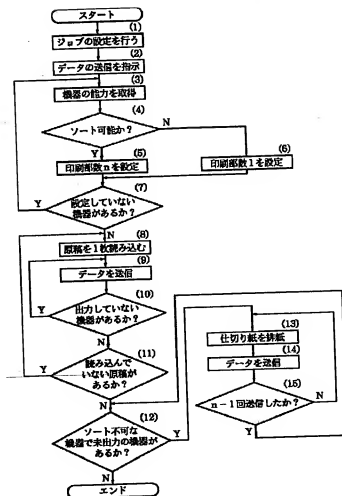 スタート
(1)
ジョブの設定を行う
(2)
データの送信を指示
(3)
機器の能力を取得
(4)
ソート可能か?
N
Y
(5)
印刷部数nを設定
(6)
印刷部数1を設定
(7)
設定していない
機器があるか?
Y
N
(8)
原稿を1枚読み込む
(9)
データを送信
(10)
出力していない
機器があるか?
Y
N
(11)
読み込んで
いない原稿が
あるか?
Y
N
(12)
ソート不可な
機器で未出力の機器が
あるか?
Y
N
エンド
(13)
仕切り紙を排紙
(14)
データを送信
(15)
n-1回送信したか?
N
Y